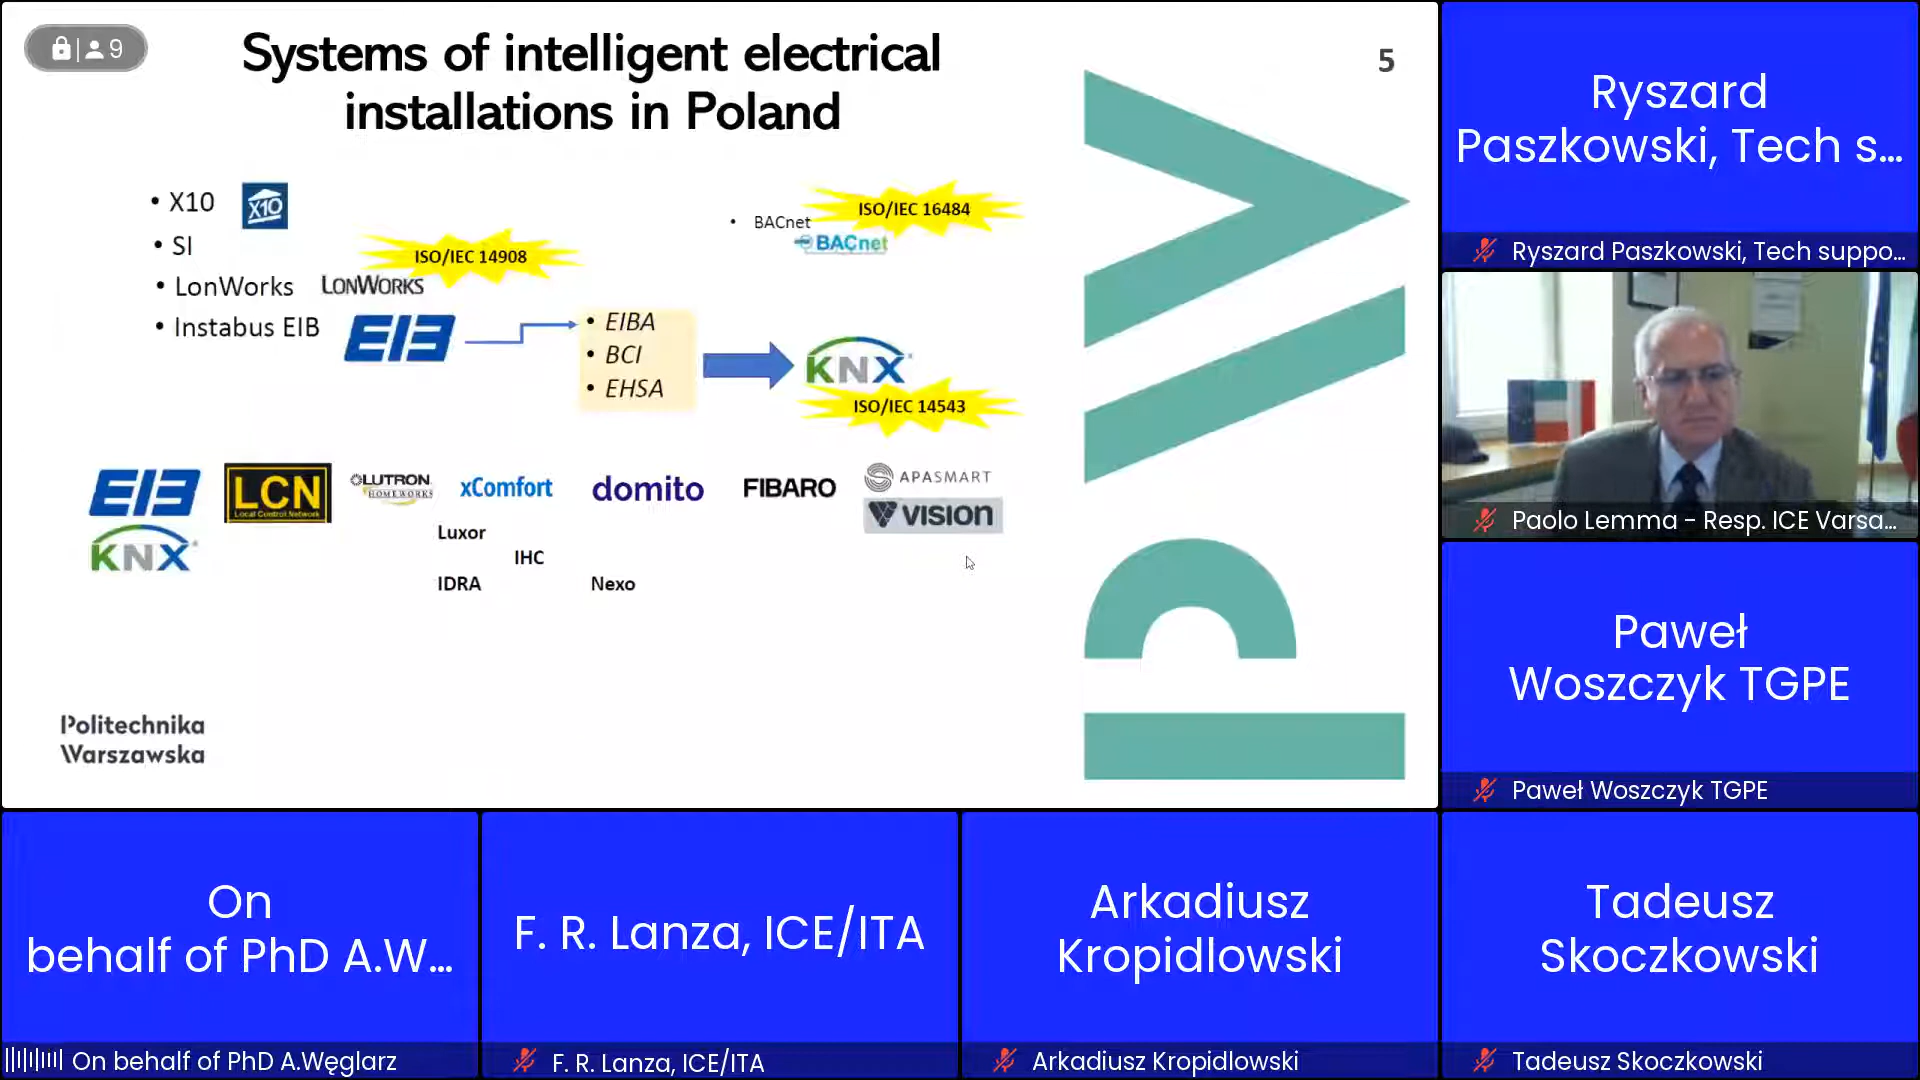 9
Systems of intelligent electrical
installations in Poland
5
• X10
X10
• SI
• LonWorks
LONWORKS
ISO/IEC 14908
• Instabus EIB
EIB
• EIBA
• BCI
• EHSA
• BACnet
BACnet
ISO/IEC 16484
KNX
ISO/IEC 14543
EIB
KNX
LCN
Local Control Network
LUTRON
HOMEWORKS
xComfort
domito
FIBARO
APASMART
VISION
Luxor
IHC
IDRA
Nexo
Politechnika
Warszawska
Ryszard
Paszkowski, Tech s...
Ryszard Paszkowski, Tech suppo...
Paolo Lemma - Resp. ICE Varsa...
Paweł
Woszczyk TGPE
Paweł Woszczyk TGPE
On
behalf of PhD A.W...
On behalf of PhD A.Węglarz
F. R. Lanza, ICE/ITA
F. R. Lanza, ICE/ITA
Arkadiusz
Kropidlowski
Arkadiusz Kropidlowski
Tadeusz
Skoczkowski
Tadeusz Skoczkowski